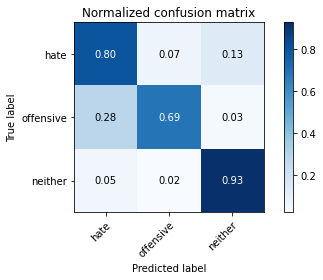 Normalized confusion matrix
True label
hate 0.80 0.07 0.13
offensive 0.28 0.69 0.03
neither 0.05 0.02 0.93
hate offensive neither
Predicted label
0.8
0.6
0.4
0.2